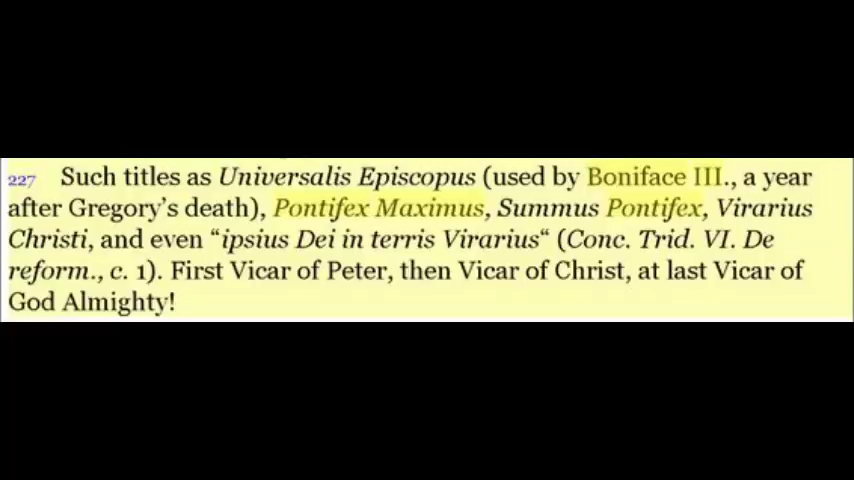 227 Such titles as Universalis Episcopus (used by Boniface III., a year
after Gregory’s death), Pontifex Maximus, Summus Pontifex, Virarius
Christi, and even “ipsius Dei in terris Virarius“ (Conc. Trid. VI. De
reform., c. 1). First Vicar of Peter, then Vicar of Christ, at last Vicar of
God Almighty!